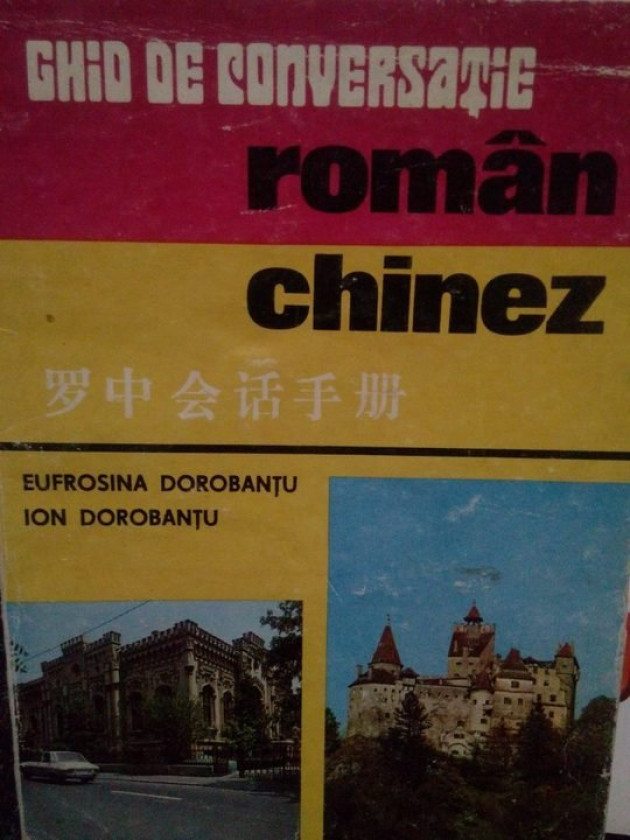 GHiD DE CONVERSAȚiE
român
chinez
罗中会话手册
EUFROSINA DOROBANȚU
ION DOROBANȚU